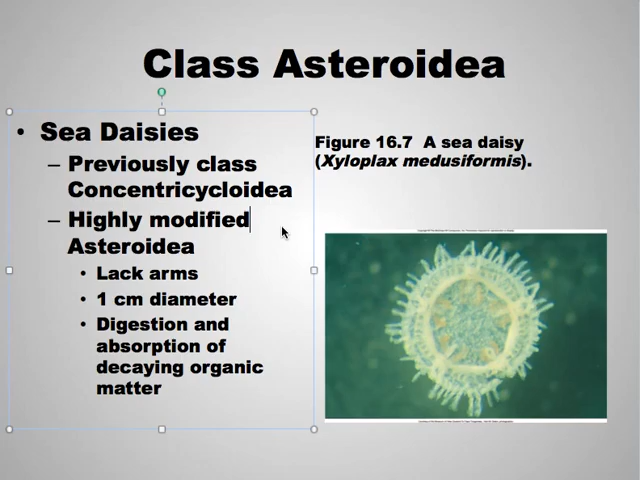 Class Asteroidea
• Sea Daisies
– Previously class
Concentricycloidea
– Highly modified
Asteroidea
• Lack arms
• 1 cm diameter
• Digestion and
absorption of
decaying organic
matter
Figure 16.7  A sea daisy
(Xyloplax medusiformis).